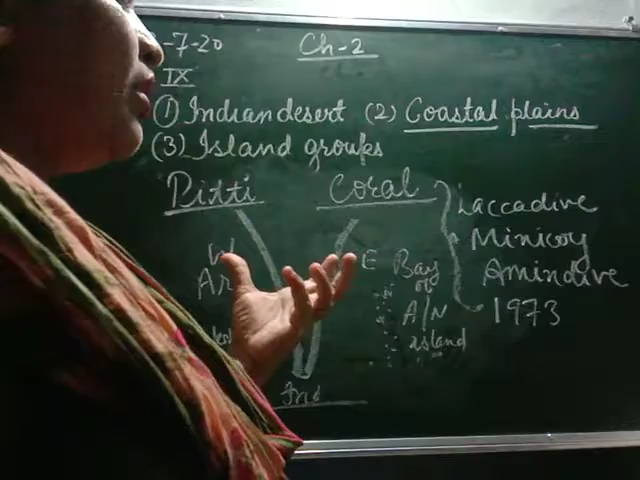 -7-20 Ch-2
IX
(1) Indian desert (2) Coastal plains
(3) Island groups
Pitti Coral Laccadive
Minicoy
Amindive
1973
W E Bay
of
Ar A/N
island
Ind